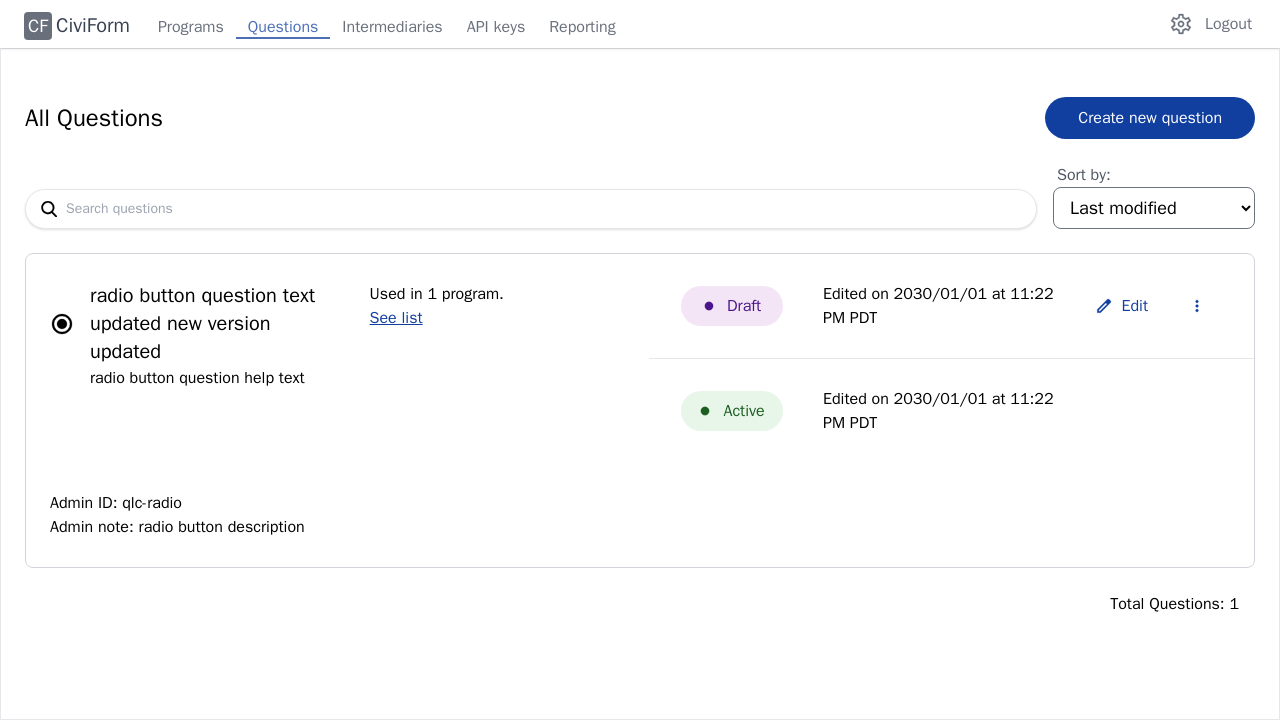 CF CiviForm Programs Questions Intermediaries API keys Reporting Logout
All Questions
Create new question
Sort by:
Search questions
Last modified
radio button question text
updated new version
updated
radio button question help text
Used in 1 program.
See list
Draft
Edited on 2030/01/01 at 11:22
PM PDT
Edit
Active
Edited on 2030/01/01 at 11:22
PM PDT
Admin ID: qlc-radio
Admin note: radio button description
Total Questions: 1